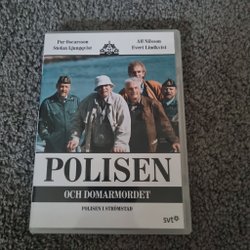 Per Oscarsson Alf Nilsson
Stefan Ljungqvist Evert Lindkvist
POLISEN
OCH DOMARMORDET
POLISEN I STRÖMSTAD
svt